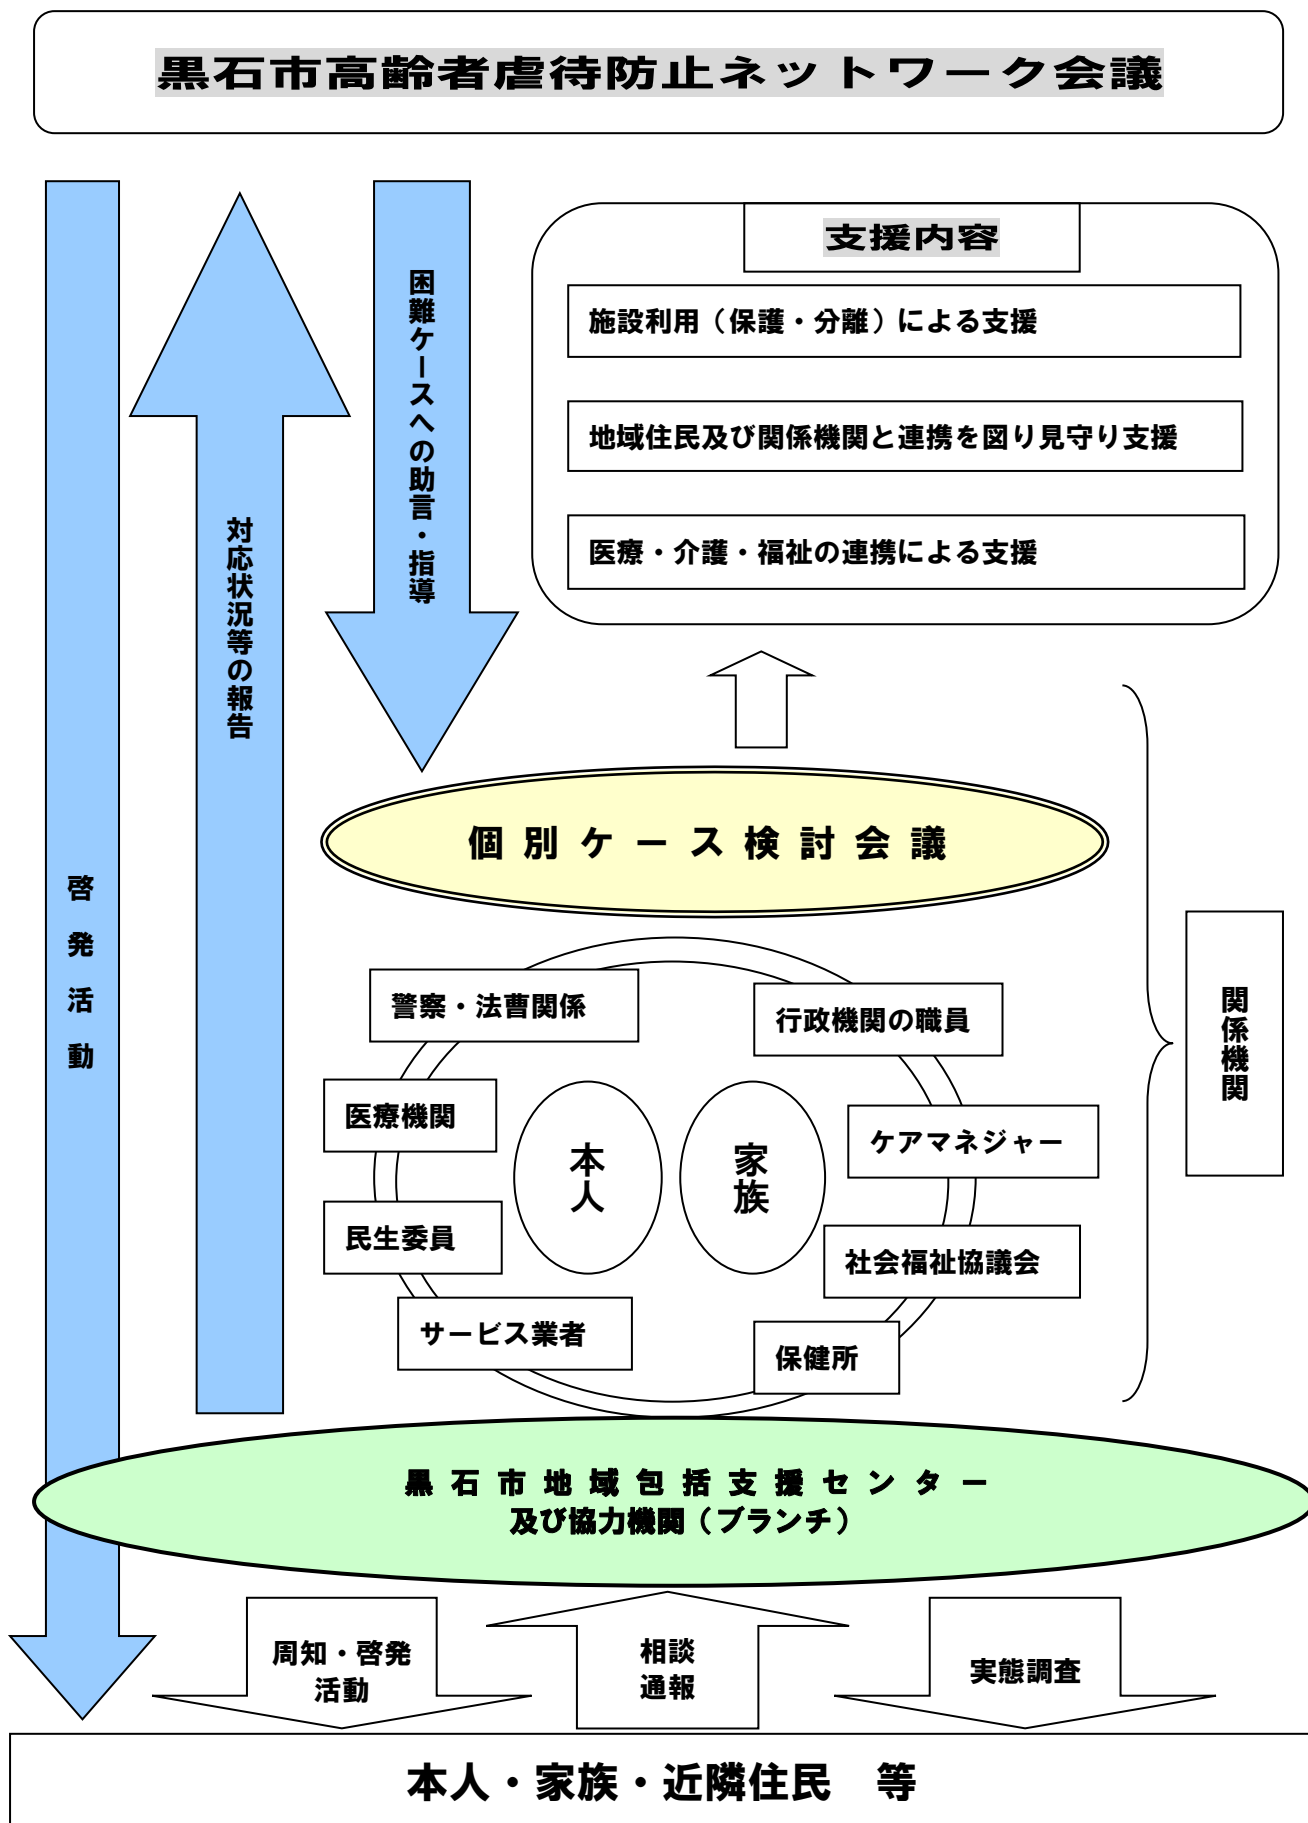 黒石市高齢者虐待防止ネットワーク会議
支援内容
施設利用（保護・分離）による支援
地域住民及び関係機関と連携を図り見守り支援
医療・介護・福祉の連携による支援
困難ケースへの助言・指導
対応状況等の報告
啓発活動
個別ケース検討会議
警察・法曹関係
行政機関の職員
医療機関
ケアマネジャー
本人
家族
民生委員
社会福祉協議会
サービス業者
保健所
関係機関
黒石市地域包括支援センター
及び協力機関（ブランチ）
周知・啓発
活動
相談
通報
実態調査
本人・家族・近隣住民　等